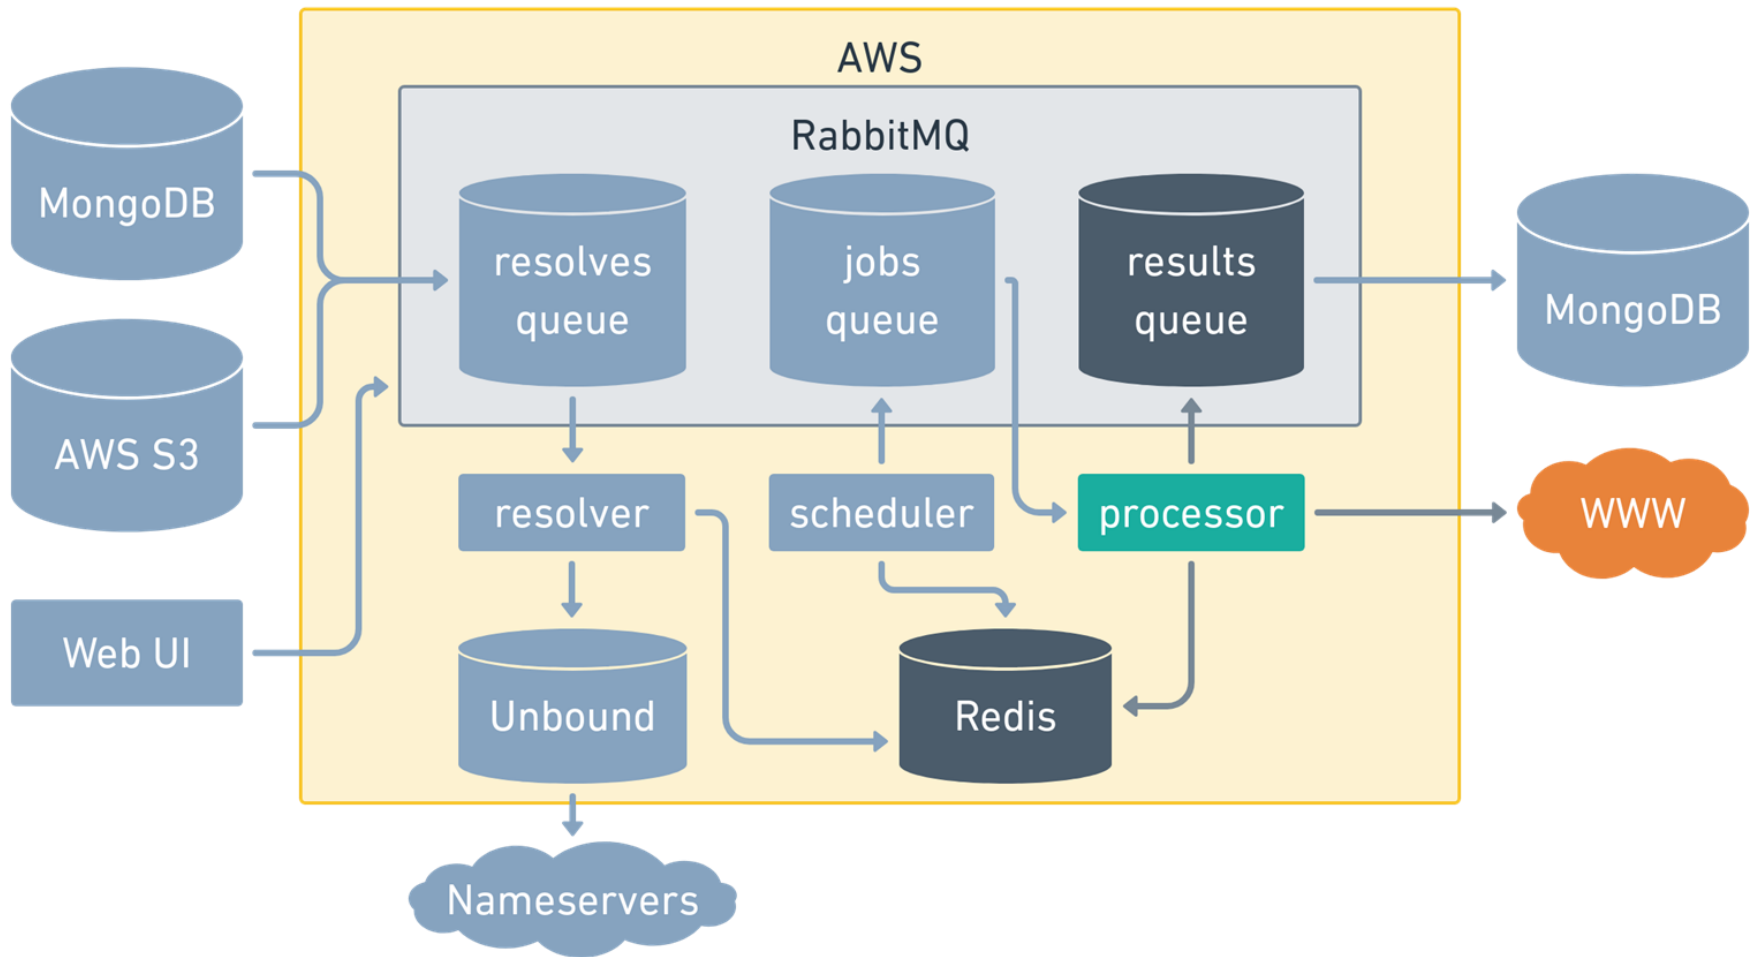 AWS
RabbitMQ
MongoDB
resolves
queue
jobs
queue
results
queue
MongoDB
AWS S3
resolver
scheduler
processor
WWW
Web UI
Unbound
Redis
Nameservers